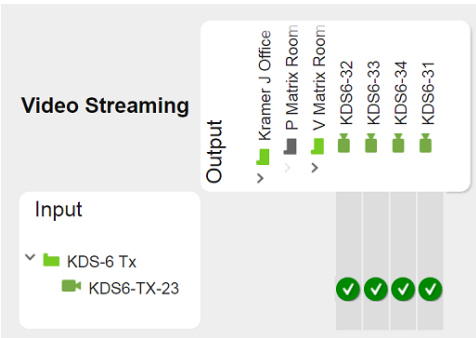 Video Streaming
Output
Kramer J Office
P Matrix Room
V Matrix Room
KDS6-32
KDS6-33
KDS6-34
KDS6-31
Input
KDS-6 Tx
KDS6-TX-23